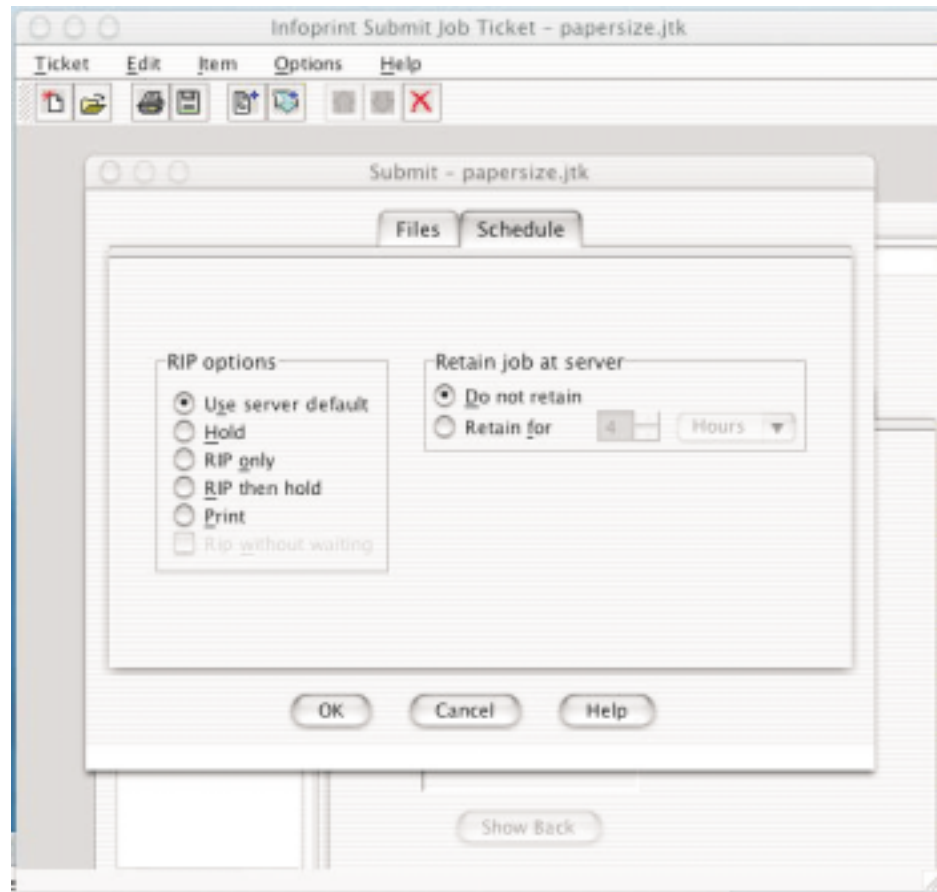 Infoprint Submit Job Ticket – papersize.jtk
Ticket Edit Item Options Help
Submit – papersize.jtk
Files Schedule
RIP options
Use server default
Hold
RIP only
RIP then hold
Print
Rip without waiting
Retain job at server
Do not retain
Retain for 4 Hours
OK Cancel Help
Show Back